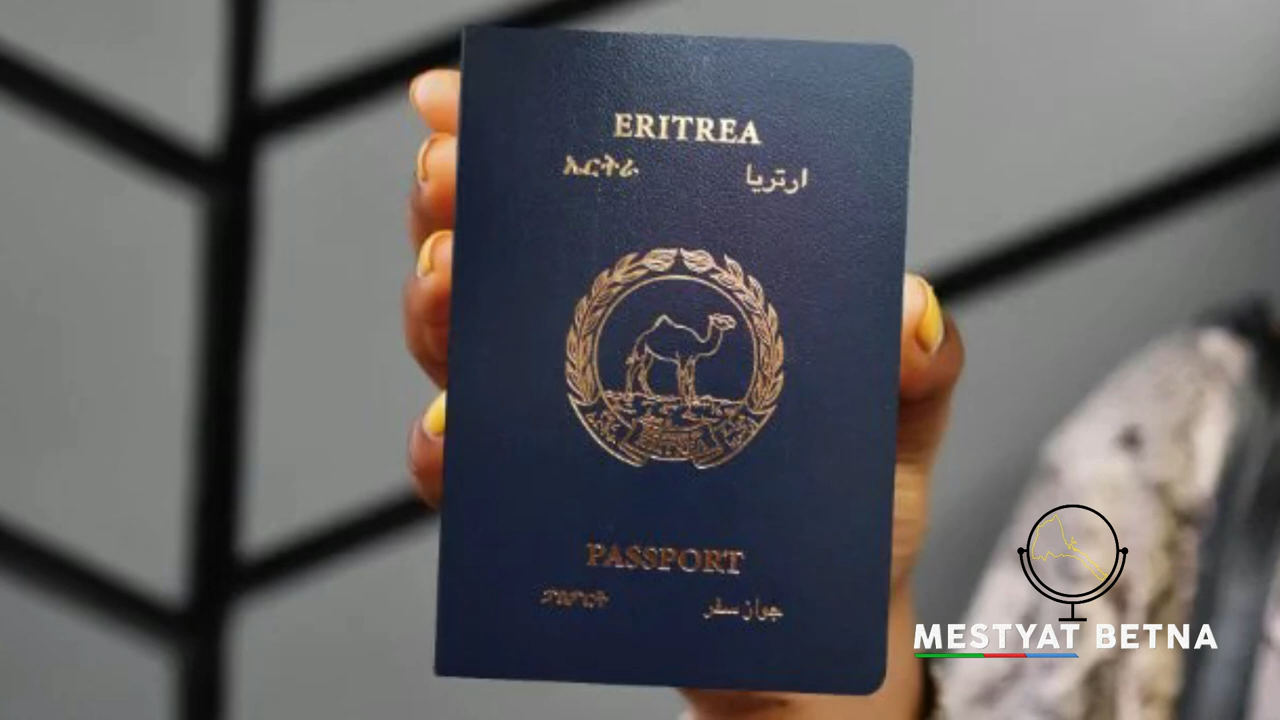 ERITREA
ኤርትራ ارتريا
PASSPORT
ፓስፖርት جواز سفر
MESTYAT BETNA